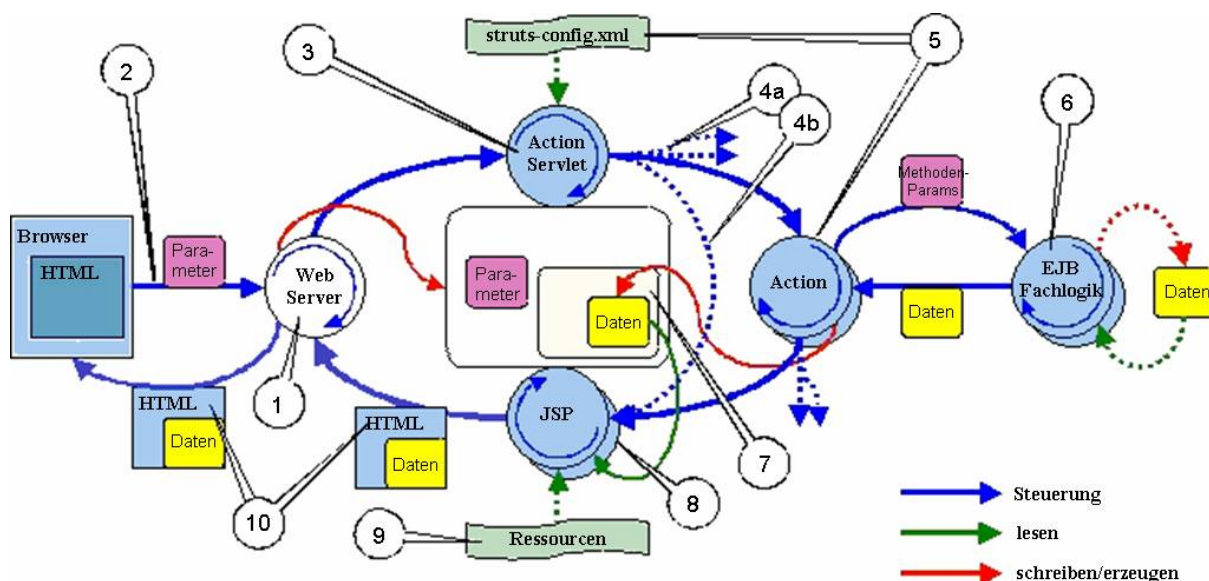 struts-config.xml
2
3
4a
4b
5
6
Action
Servlet
Methoden-
Params
Browser
HTML
Para-
meter
Web
Server
Para-
meter
Daten
Action
Daten
EJB
Fachlogik
Daten
1
HTML
Daten
HTML
Daten
JSP
7
8
10
9
Ressourcen
Steuerung
lesen
schreiben/erzeugen